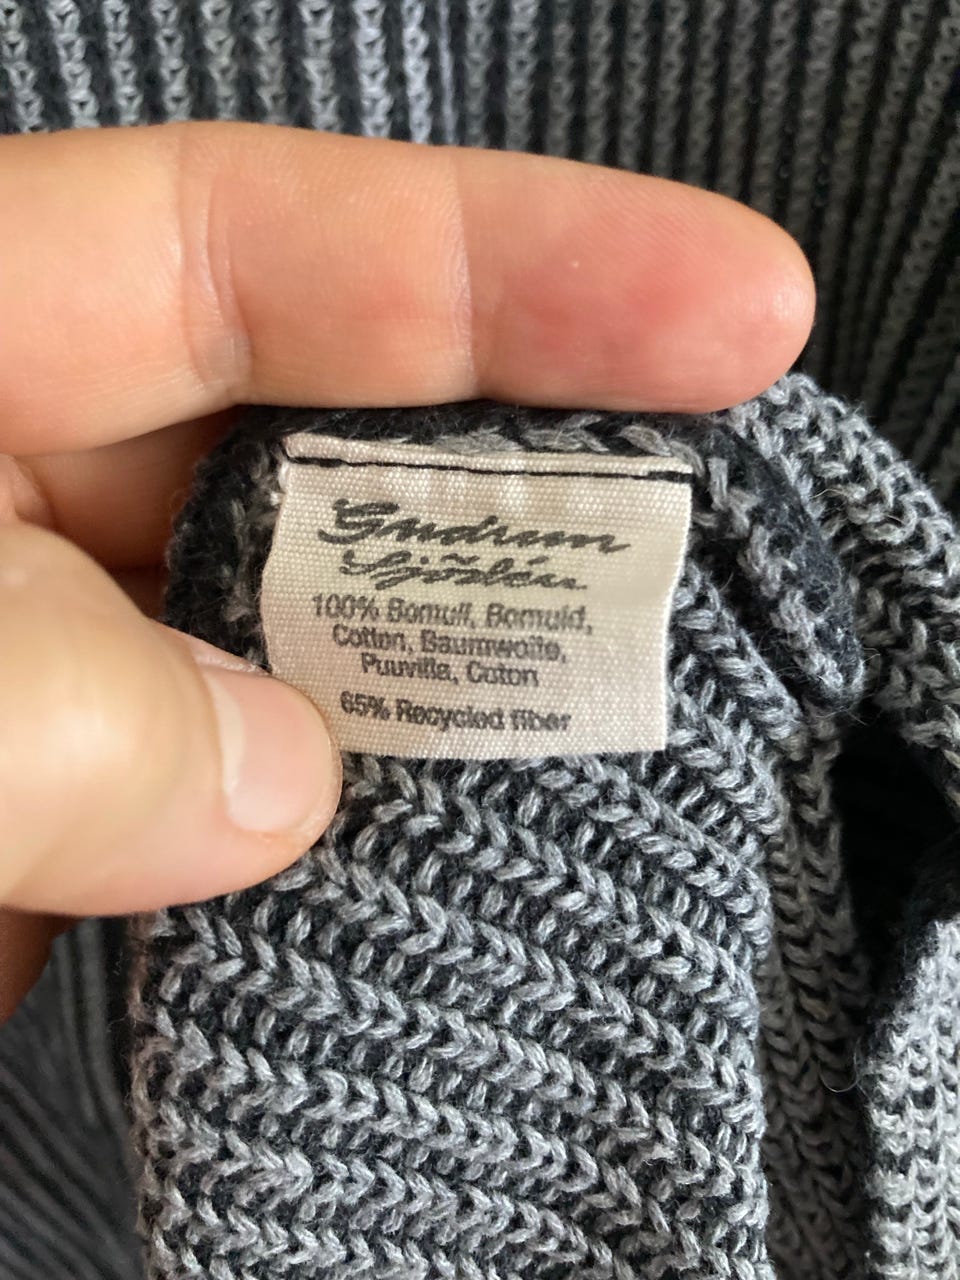 Gudrun
Sjödén
100% Bomull, Bomuld,
Cotton, Baumwolle,
Puuvilla, Coton
65% Recycled fiber